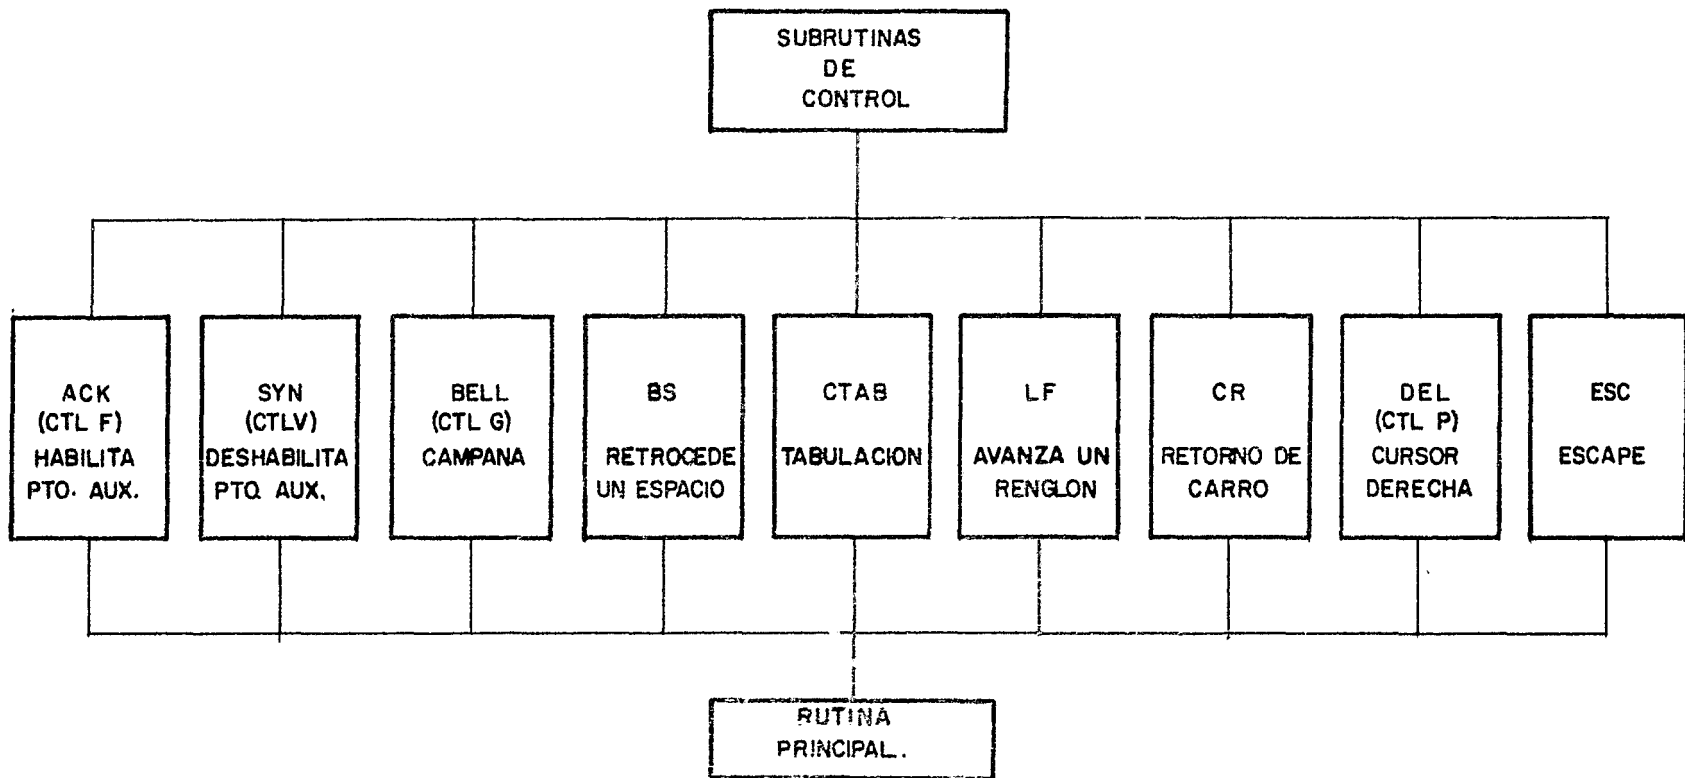 SUBRUTINAS
DE
CONTROL
ACK
(CTL F)
HABILITA
PTO. AUX.
SYN
(CTLV)
DESHABILITA
PTO. AUX.
BELL
(CTL G)
CAMPANA
BS
RETROCEDE
UN ESPACIO
CTAB
TABULACION
LF
AVANZA UN
RENGLON
CR
RETORNO DE
CARRO
DEL
(CTL P)
CURSOR
DERECHA
ESC
ESCAPE
RUTINA
PRINCIPAL.